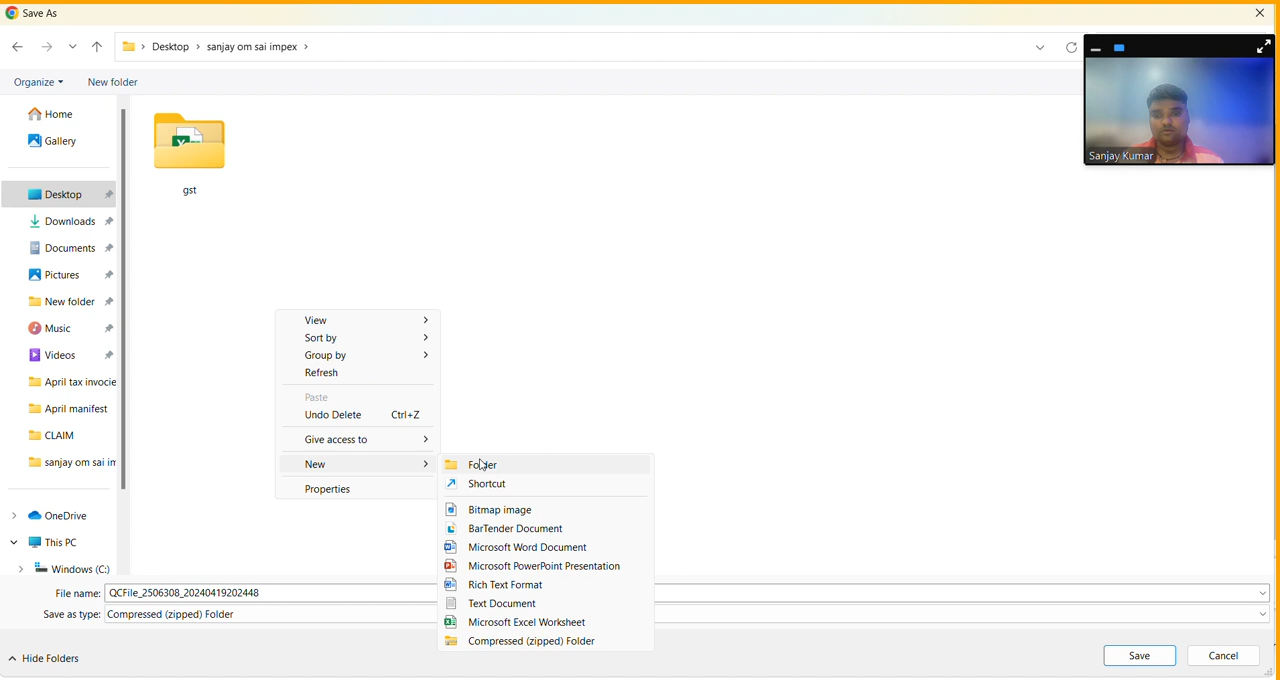 Save As
Desktop > sanjay om sai impex >
Organize
New folder
Home
Gallery
Desktop
Downloads
Documents
Pictures
New folder
Music
Videos
April tax invocie
April manifest
CLAIM
sanjay om sai im
OneDrive
This PC
Windows (C:)
gst
View
Sort by
Group by
Refresh
Paste
Undo Delete Ctrl+Z
Give access to
New
Properties
Folder
Shortcut
Bitmap image
BarTender Document
Microsoft Word Document
Microsoft PowerPoint Presentation
Rich Text Format
Text Document
Microsoft Excel Worksheet
Compressed (zipped) Folder
Sanjay Kumar
File name: QCFile_2506308_20240419202448
Save as type: Compressed (zipped) Folder
Hide Folders
Save
Cancel